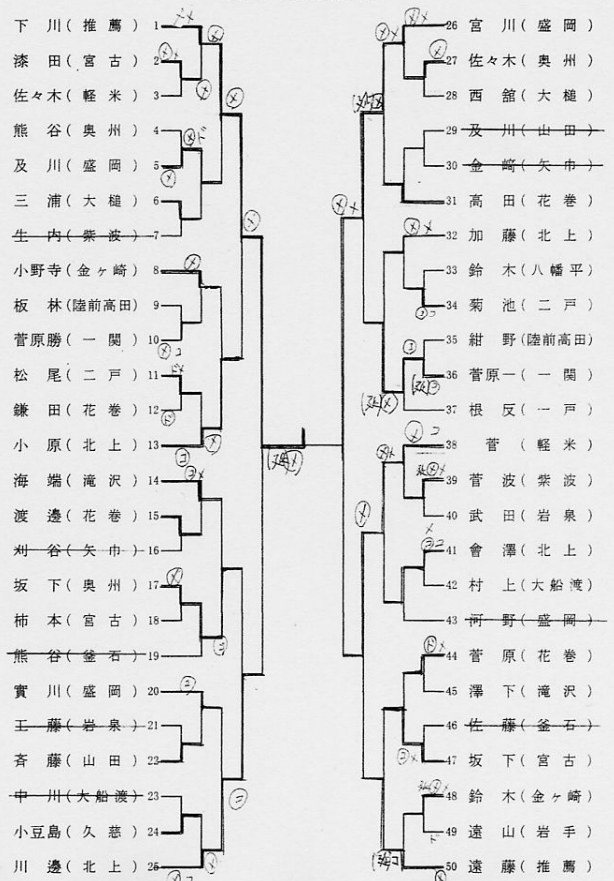 下川(推薦) 1
漆田(宮古) 2
佐々木(軽米) 3
熊谷(奥州) 4
及川(盛岡) 5
三浦(大槌) 6
生内(紫波) 7
小野寺(金ヶ崎) 8
板林(陸前高田) 9
菅原勝(一関) 10
松尾(二戸) 11
鎌田(花巻) 12
小原(北上) 13
海端(滝沢) 14
渡邊(花巻) 15
刈谷(矢巾) 16
坂下(奥州) 17
柿本(宮古) 18
熊谷(釜石) 19
實川(盛岡) 20
工藤(岩泉) 21
斉藤(山田) 22
中川(大船渡) 23
小豆島(久慈) 24
川邊(北上) 25
26 宮川(盛岡)
27 佐々木(奥州)
28 西舘(大槌)
29 及川(山田)
30 金﨑(矢巾)
31 高田(花巻)
32 加藤(北上)
33 鈴木(八幡平)
34 菊池(二戸)
35 紺野(陸前高田)
36 菅原一(一関)
37 根反(一戸)
38 菅(軽米)
39 菅波(紫波)
40 武田(岩泉)
41 會澤(北上)
42 村上(大船渡)
43 河野(盛岡)
44 菅原(花巻)
45 澤下(滝沢)
46 佐藤(釜石)
47 坂下(宮古)
48 鈴木(金ヶ崎)
49 遠山(岩手)
50 遠藤(推薦)